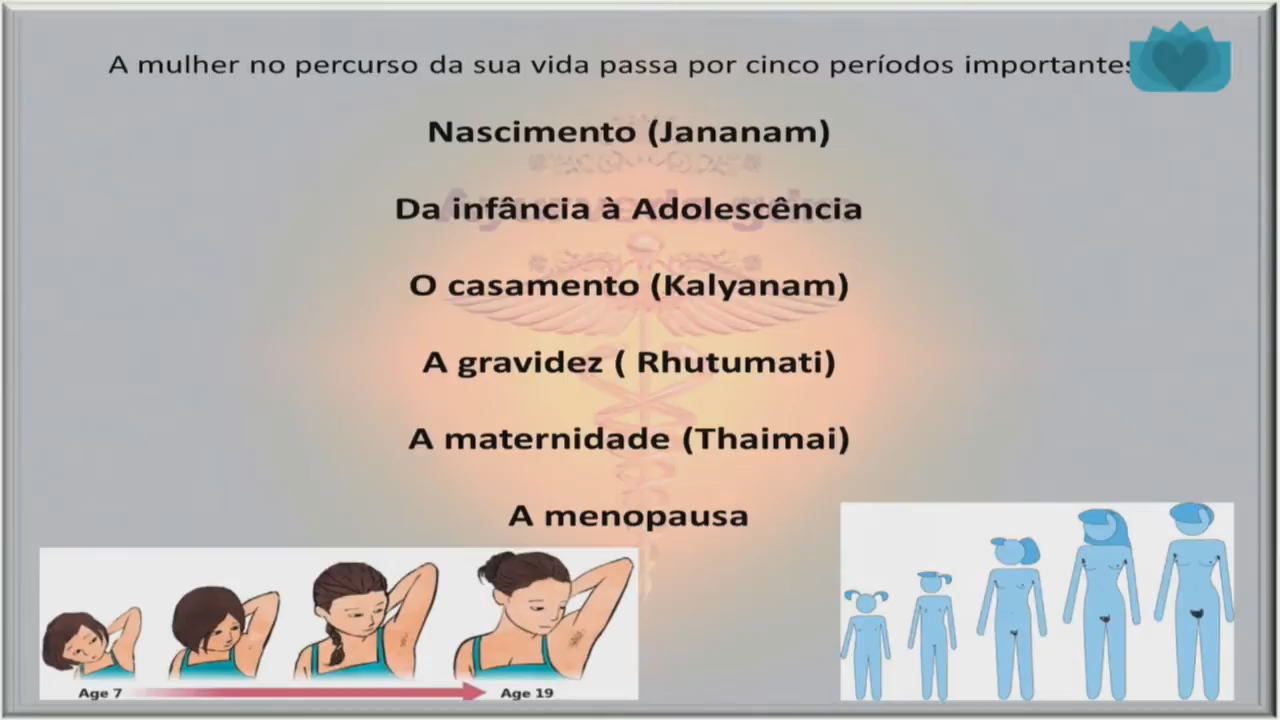 A mulher no percurso da sua vida passa por cinco períodos importantes
Nascimento (Jananam)
Da infância à Adolescência
O casamento (Kalyanam)
A gravidez ( Rhutumati)
A maternidade (Thaimai)
A menopausa
Age 7
Age 19